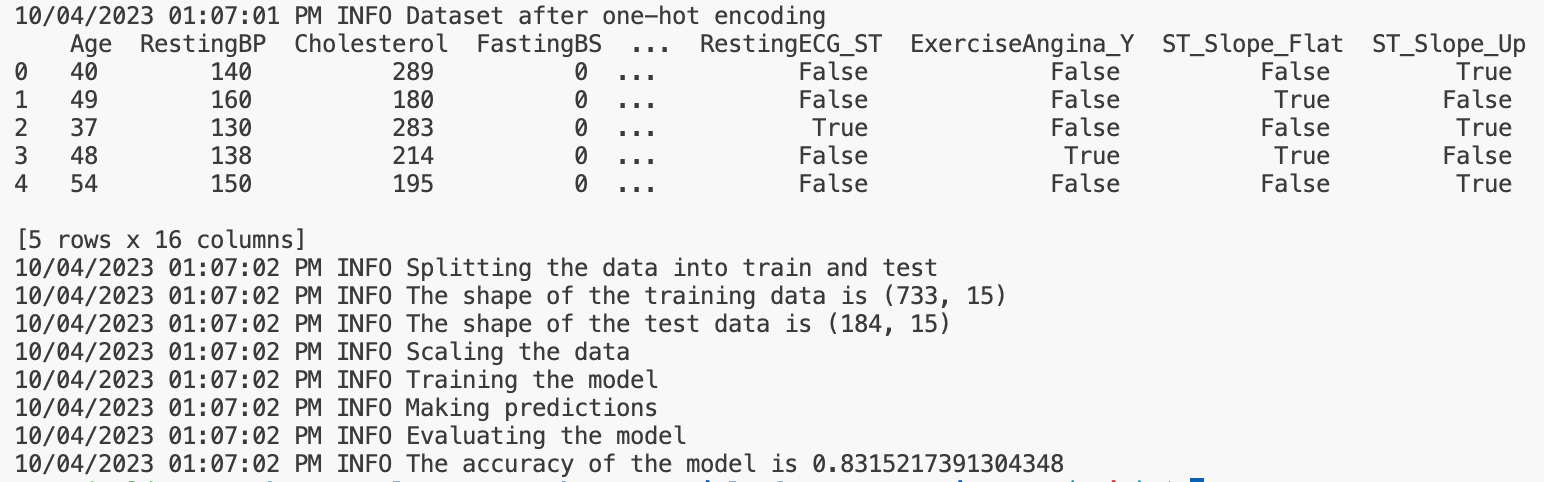 10/04/2023 01:07:01 PM INFO Dataset after one-hot encoding
   Age  RestingBP  Cholesterol  FastingBS  ...  RestingECG_ST  ExerciseAngina_Y  ST_Slope_Flat  ST_Slope_Up
0   40        140          289          0  ...          False             False          False         True
1   49        160          180          0  ...          False             False           True        False
2   37        130          283          0  ...           True             False          False         True
3   48        138          214          0  ...          False              True           True        False
4   54        150          195          0  ...          False             False          False         True
[5 rows x 16 columns]
10/04/2023 01:07:02 PM INFO Splitting the data into train and test
10/04/2023 01:07:02 PM INFO The shape of the training data is (733, 15)
10/04/2023 01:07:02 PM INFO The shape of the test data is (184, 15)
10/04/2023 01:07:02 PM INFO Scaling the data
10/04/2023 01:07:02 PM INFO Training the model
10/04/2023 01:07:02 PM INFO Making predictions
10/04/2023 01:07:02 PM INFO Evaluating the model
10/04/2023 01:07:02 PM INFO The accuracy of the model is 0.8315217391304348